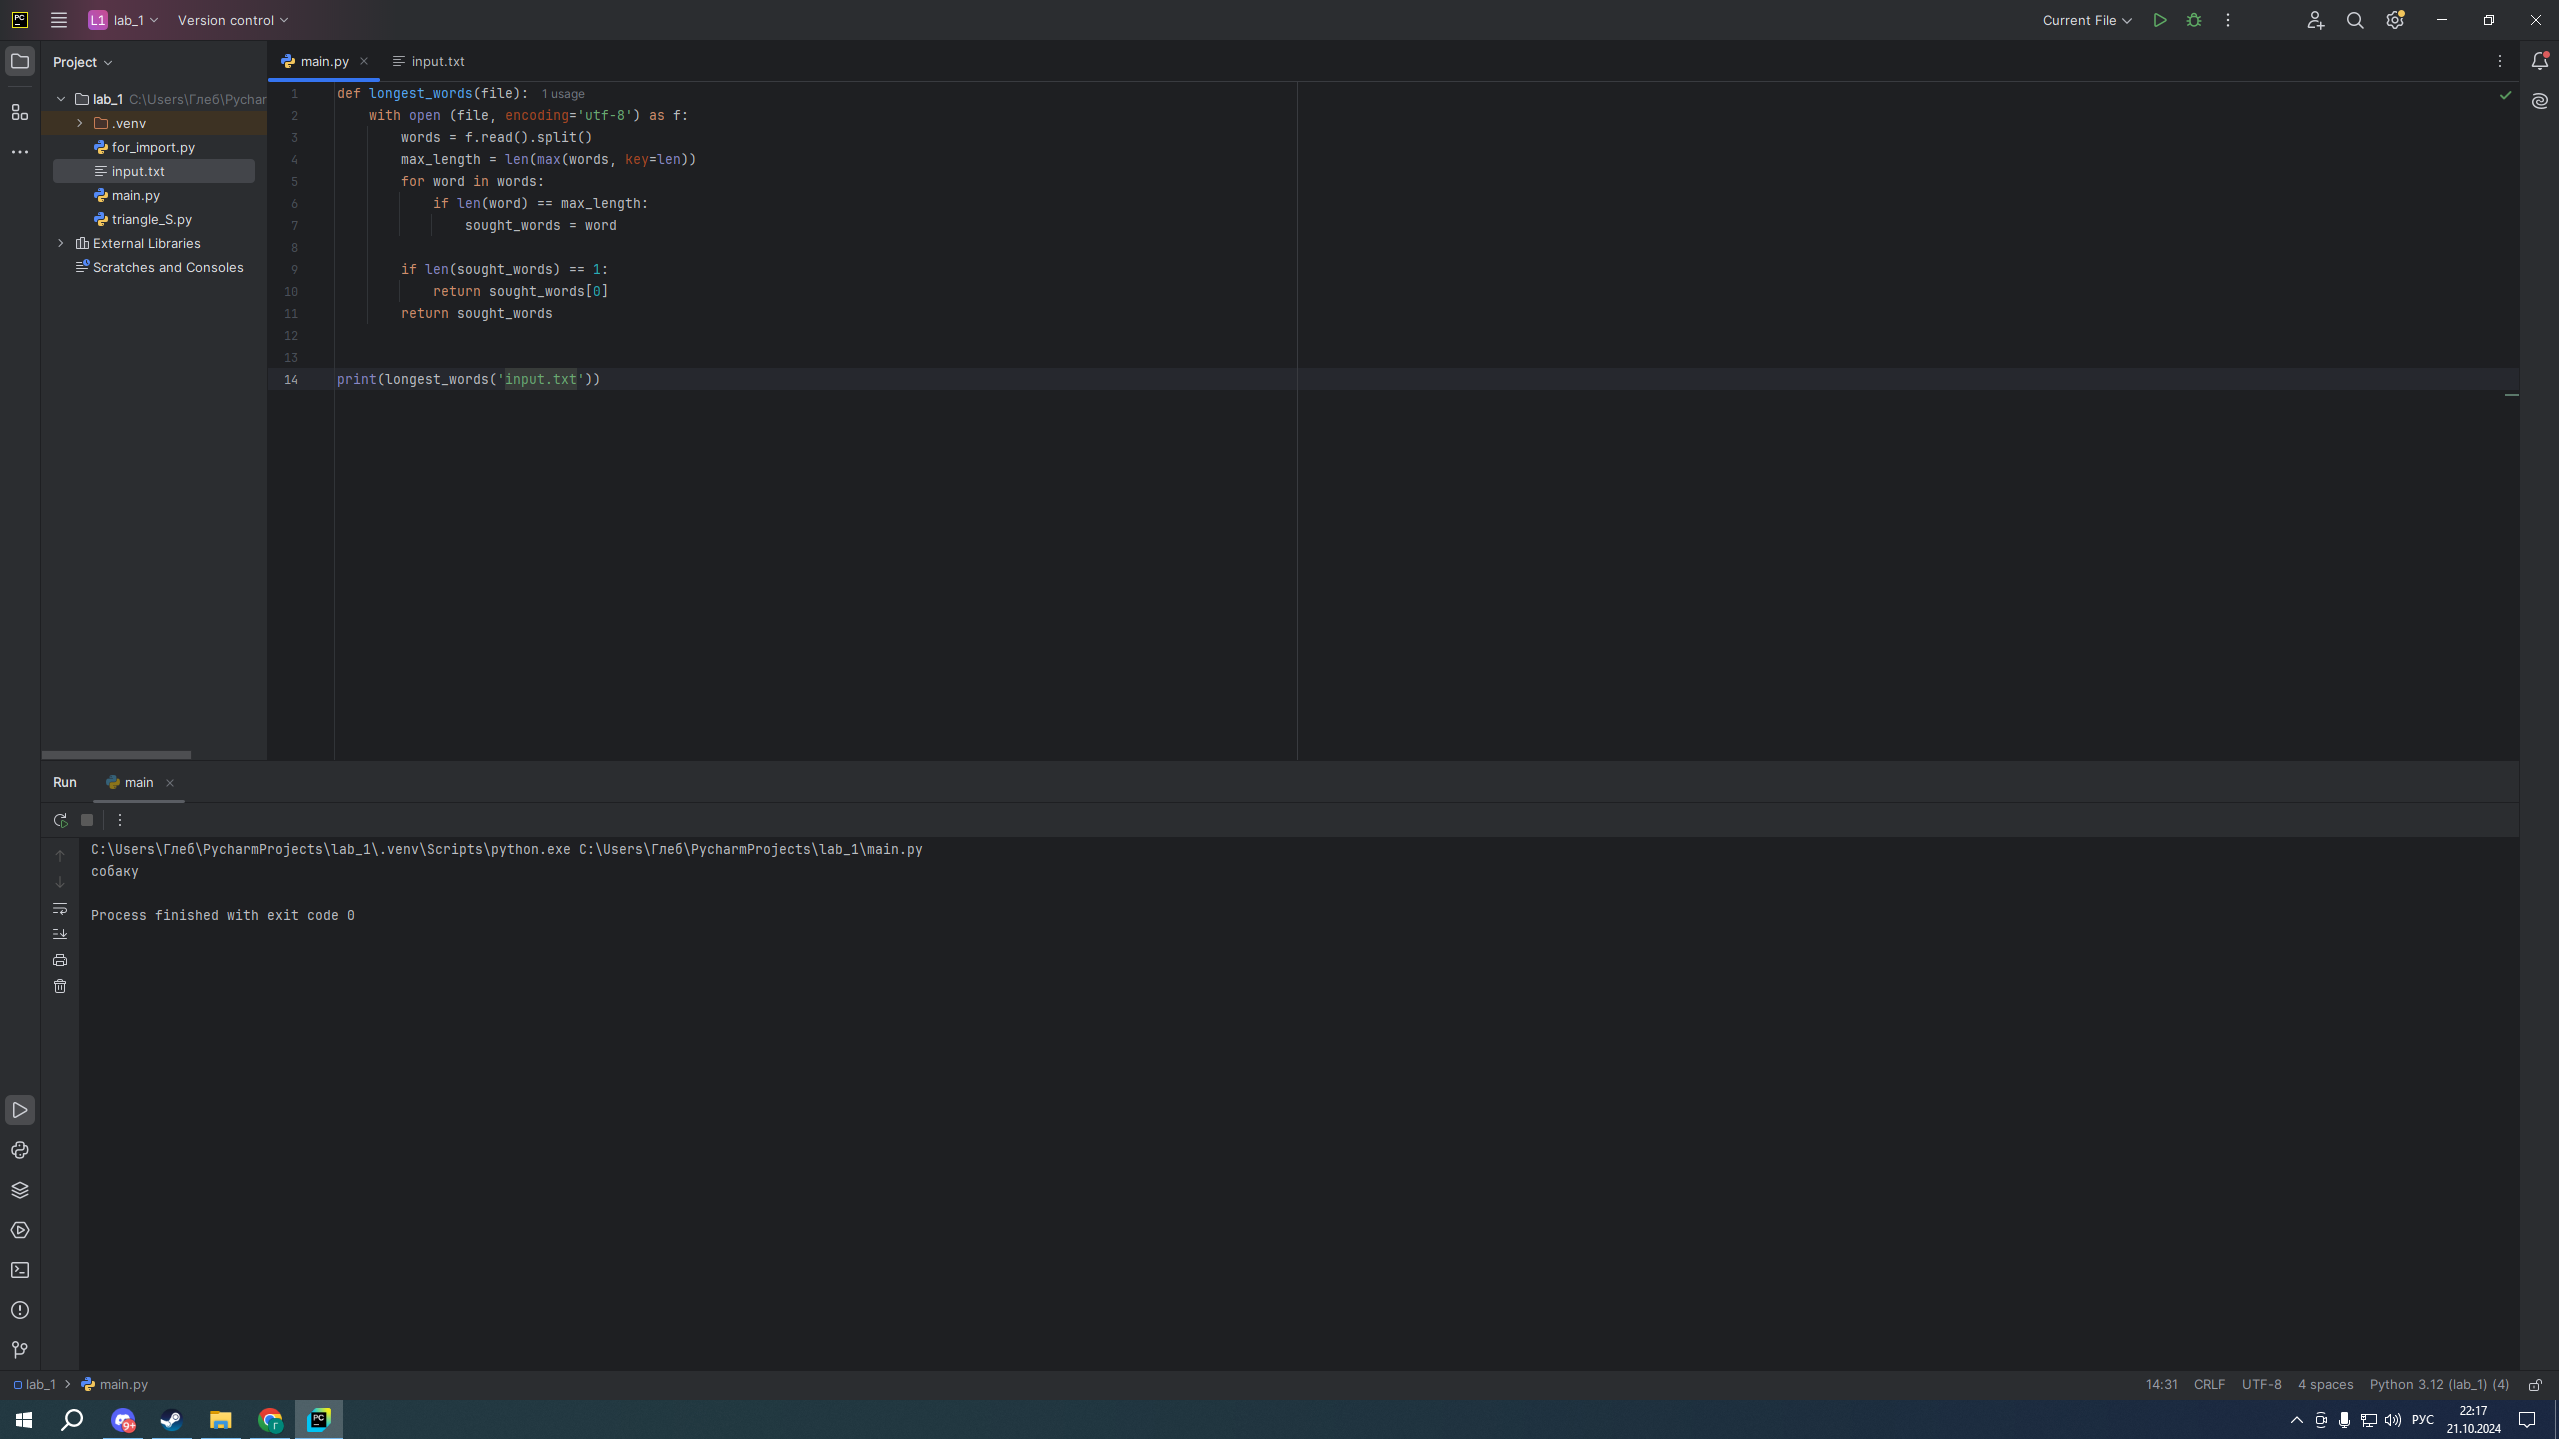 PC
L1 lab_1 Version control Current File
Project
main.py input.txt
lab_1 C:\Users\Глеб\Pychar
.venv
for_import.py
input.txt
main.py
triangle_S.py
External Libraries
Scratches and Consoles
1 def longest_words(file): 1 usage
2 with open (file, encoding='utf-8') as f:
3 words = f.read().split()
4 max_length = len(max(words, key=len))
5 for word in words:
6 if len(word) == max_length:
7 sought_words = word
8
9 if len(sought_words) == 1:
10 return sought_words[0]
11 return sought_words
12
13
14 print(longest_words('input.txt'))
Run main
C:\Users\Глеб\PycharmProjects\lab_1\.venv\Scripts\python.exe C:\Users\Глеб\PycharmProjects\lab_1\main.py
собаку
Process finished with exit code 0
lab_1 > main.py 14:31 CRLF UTF-8 4 spaces Python 3.12 (lab_1) (4)
9+ Г PC РУС 22:17
21.10.2024